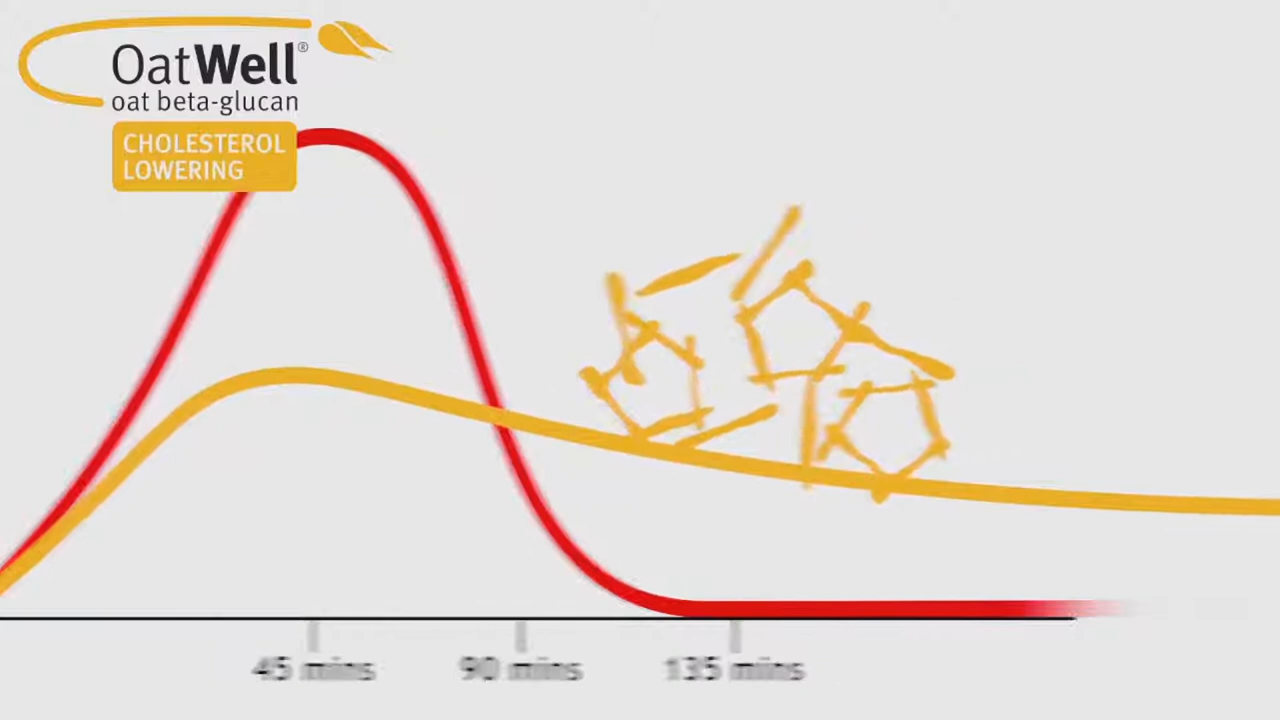 OatWell®
oat beta-glucan
CHOLESTEROL
LOWERING
45 mins
90 mins
135 mins